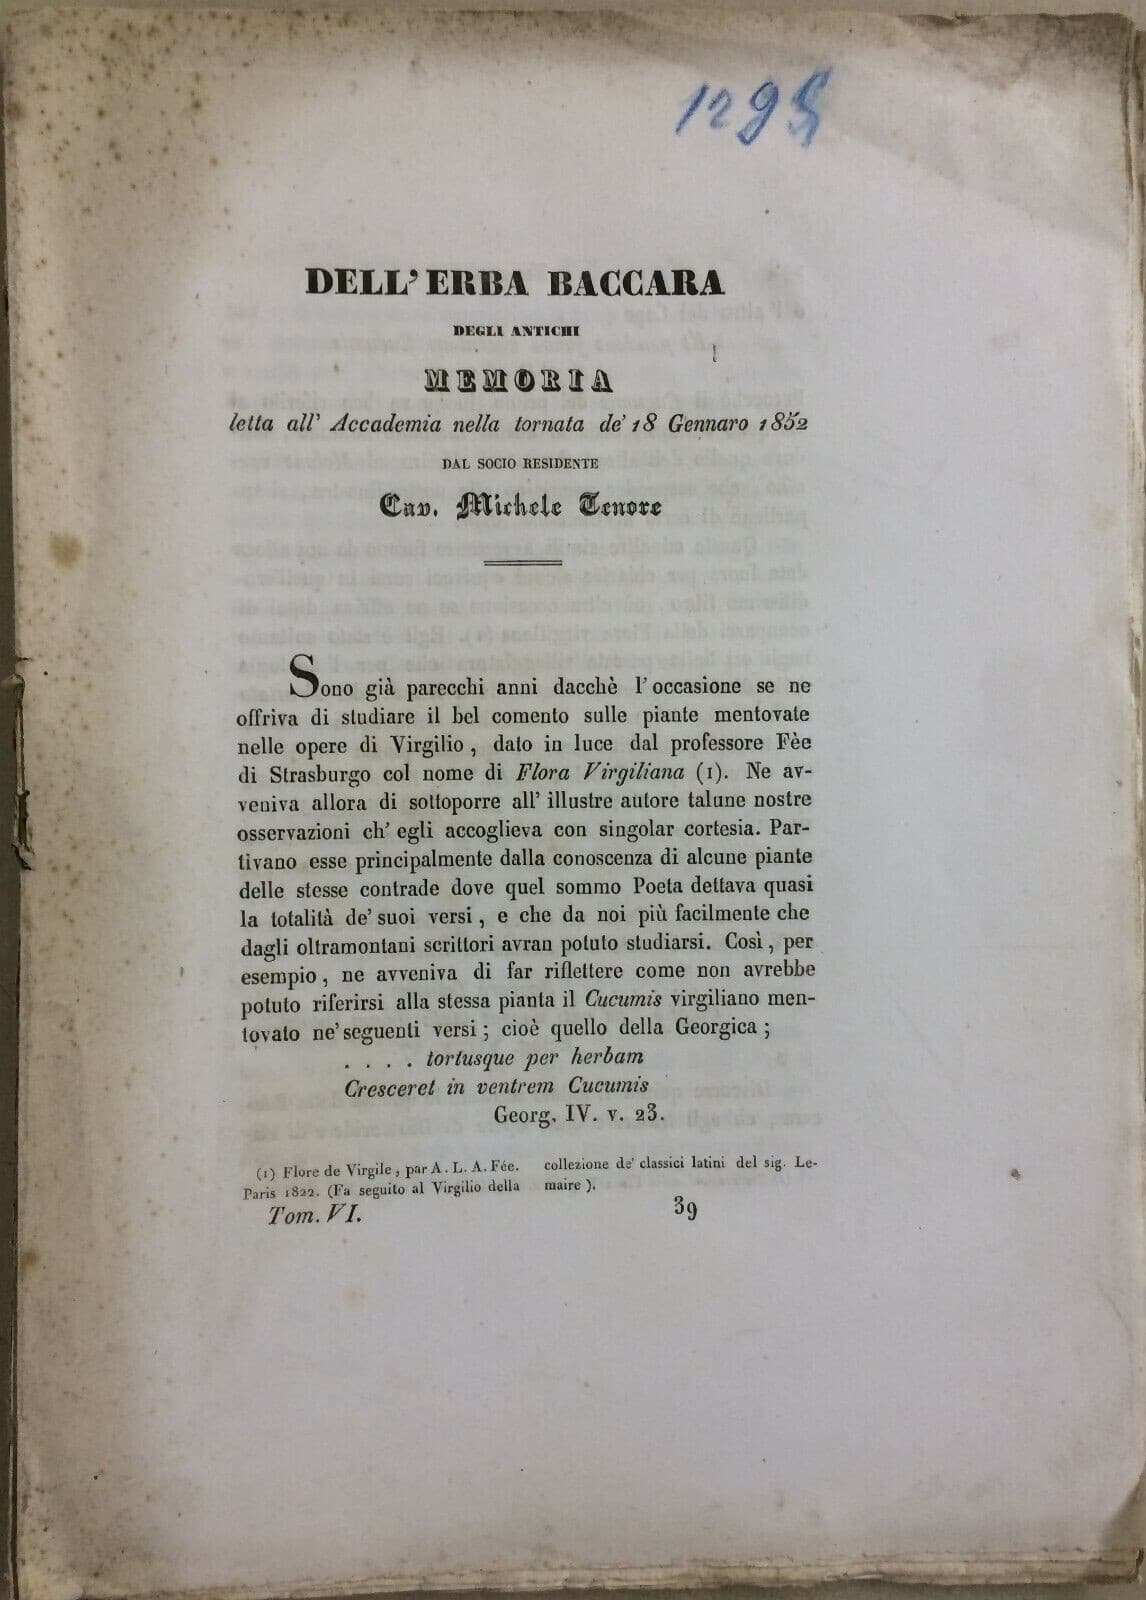 DELL' ERBA BACCARA
DEGLI ANTICHI
MEMORIA
letta all' Accademia nella tornata de' 18 Gennaro 1852
DAL SOCIO RESIDENTE
Cav. Michele Tenore
Sono già parecchi anni dacchè l'occasione se ne
offriva di studiare il bel comento sulle piante mentovate
nelle opere di Virgilio, dato in luce dal professore Fèe
di Strasburgo col nome di Flora Virgiliana (1). Ne av-
veniva allora di sottoporre all' illustre autore talune nostre
osservazioni ch' egli accoglieva con singolar cortesia. Par-
tivano esse principalmente dalla conoscenza di alcune piante
delle stesse contrade dove quel sommo Poeta dettava quasi
la totalità de' suoi versi, e che da noi più facilmente che
dagli oltramontani scrittori avran potuto studiarsi. Così, per
esempio, ne avveniva di far riflettere come non avrebbe
potuto riferirsi alla stessa pianta il Cucumis virgiliano men-
tovato ne' seguenti versi; cioè quello della Georgica;
. . . . tortusque per herbam
Cresceret in ventrem Cucumis
Georg. IV. v. 23.
(1) Flore de Virgile, par A. L. A. Fée.
Paris 1822. (Fa seguito al Virgilio della
collezione de' classici latini del sig. Le-
maire).
Tom. VI.
39